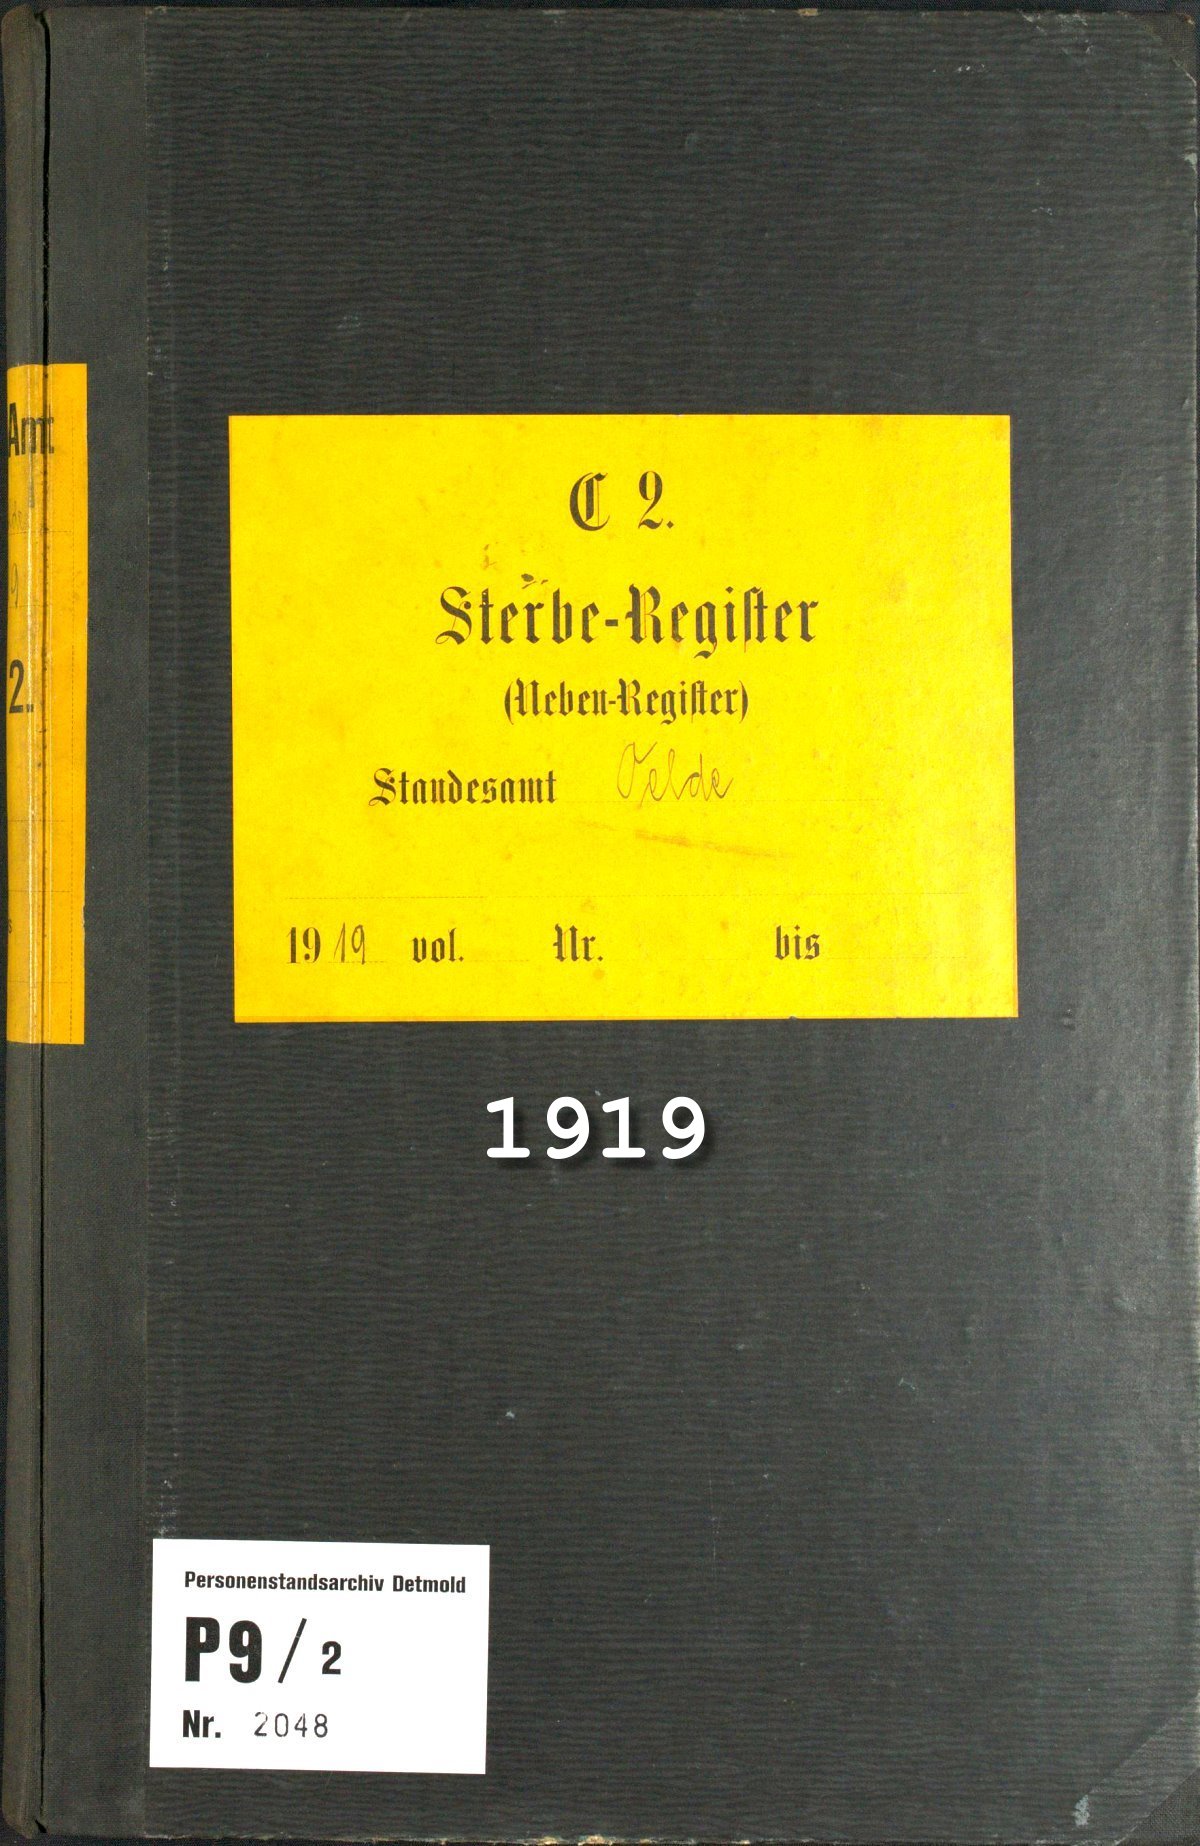 Amt
2.
C 2.
Sterbe-Register
(Neben-Register)
Standesamt Oelde
1919 vol. Nr. bis
1919
Personenstandsarchiv Detmold
P9 / 2
Nr. 2048